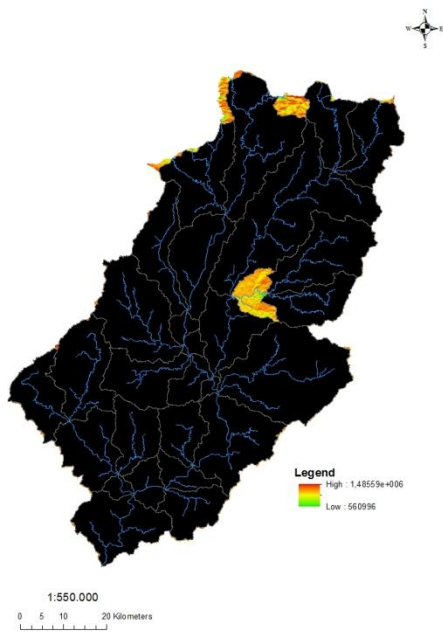 N
W E
S
Legend
High : 1,48559e+006
Low : 560996
1:550.000
0 5 10 20 Kilometers